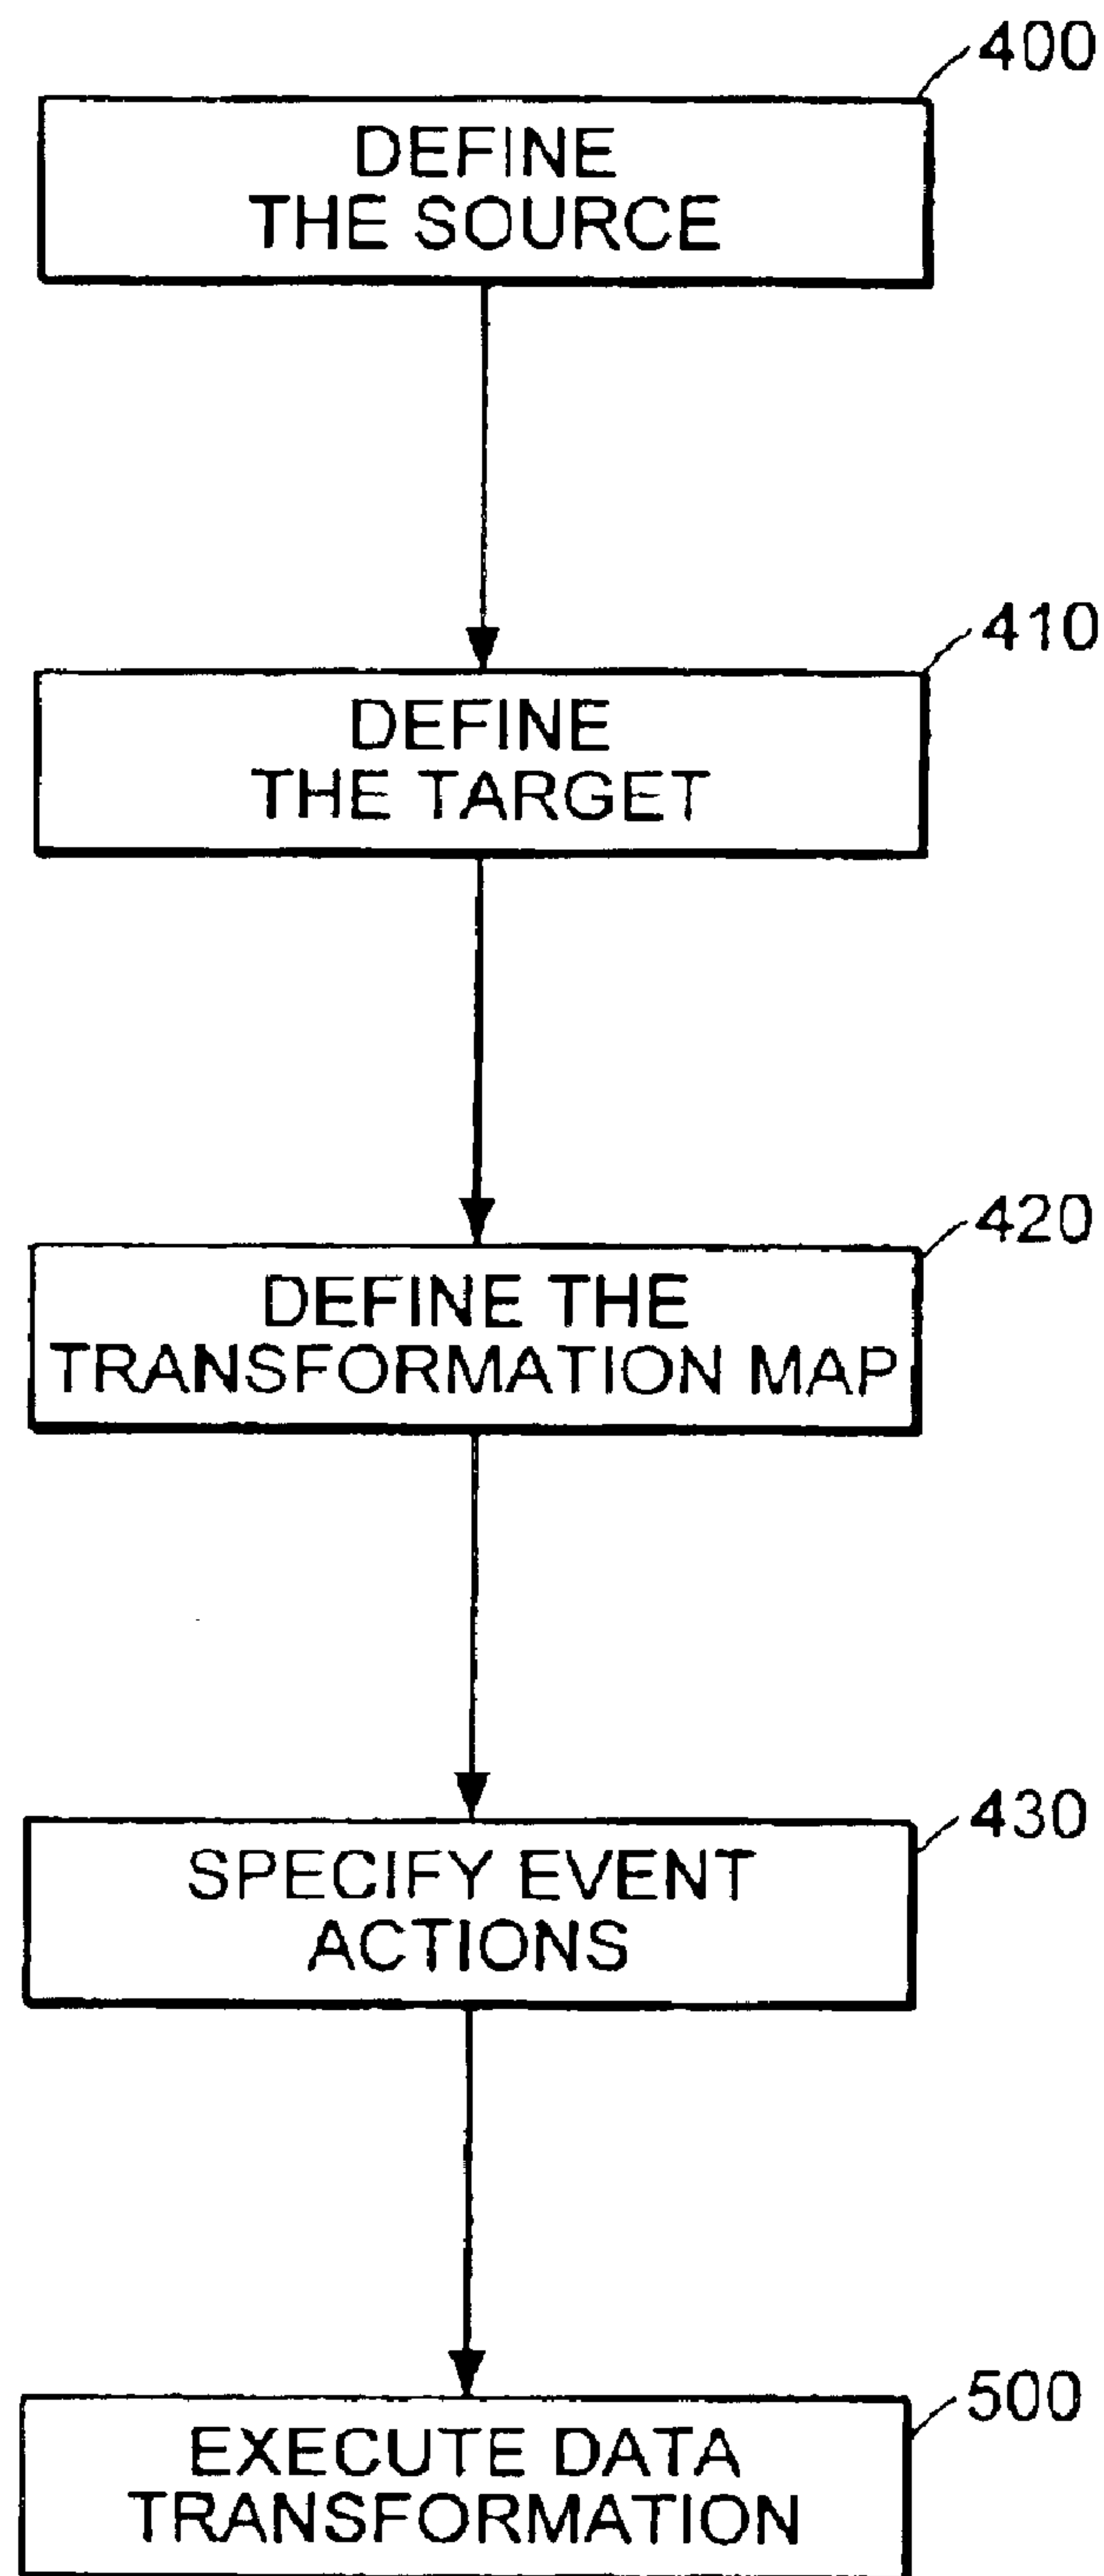 400
DEFINE
THE SOURCE
410
DEFINE
THE TARGET
420
DEFINE THE
TRANSFORMATION MAP
430
SPECIFY EVENT
ACTIONS
500
EXECUTE DATA
TRANSFORMATION